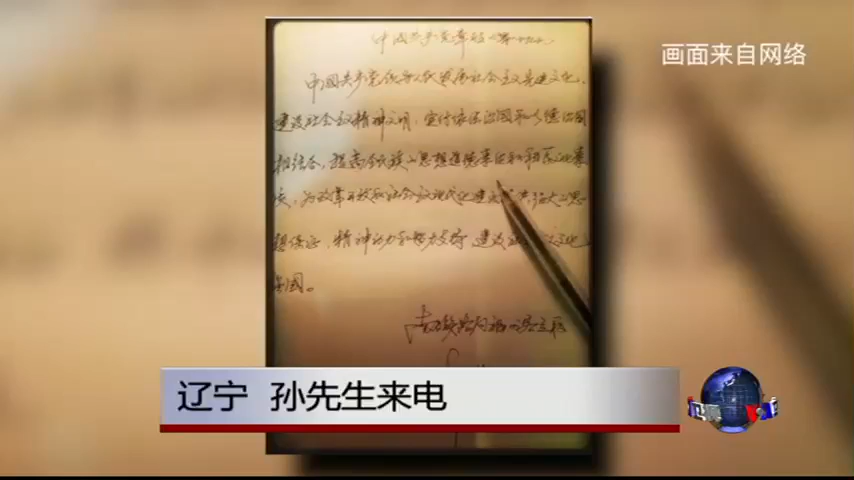 画面来自网络
中国共产党章程
中国共产党领导人民发展社会主义先进文化。
建设社会主义精神文明，实行依法治国和以德治国
相结合，提高全民族的思想道德素质和科学文化素
质，为改革开放和社会主义现代化建设提供强大的思
想保证、精神动力和智力支持，建设社会主义文化
强国。
辽宁 孙先生来电